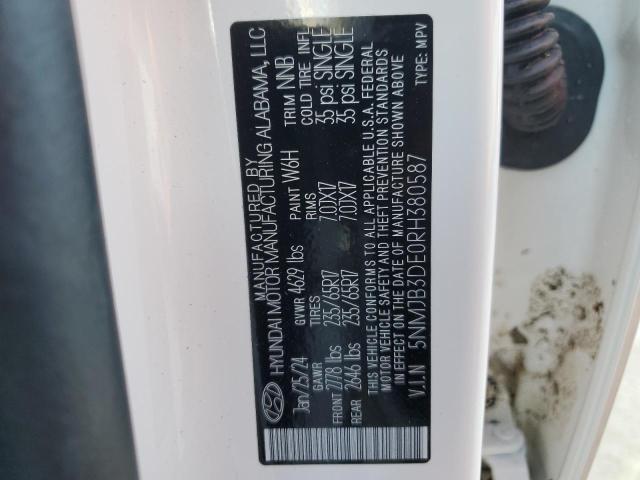 MANUFACTURED BY
HYUNDAI MOTOR MANUFACTURING ALABAMA, LLC
Jan/25/24 GVWR 4629 lbs PAINT W6H TRIM NNB
GAWR TIRES RIMS COLD TIRE INFL
FRONT 2778 lbs 235/65R17 7.0JX17 35 psi SINGLE
REAR 2646 lbs 235/65R17 7.0JX17 35 psi SINGLE
THIS VEHICLE CONFORMS TO ALL APPLICABLE U.S.A. FEDERAL
MOTOR VEHICLE SAFETY AND THEFT PREVENTION STANDARDS
IN EFFECT ON THE DATE OF MANUFACTURE SHOWN ABOVE
V.I.N 5NMJB3DE0RH380587 TYPE: MPV